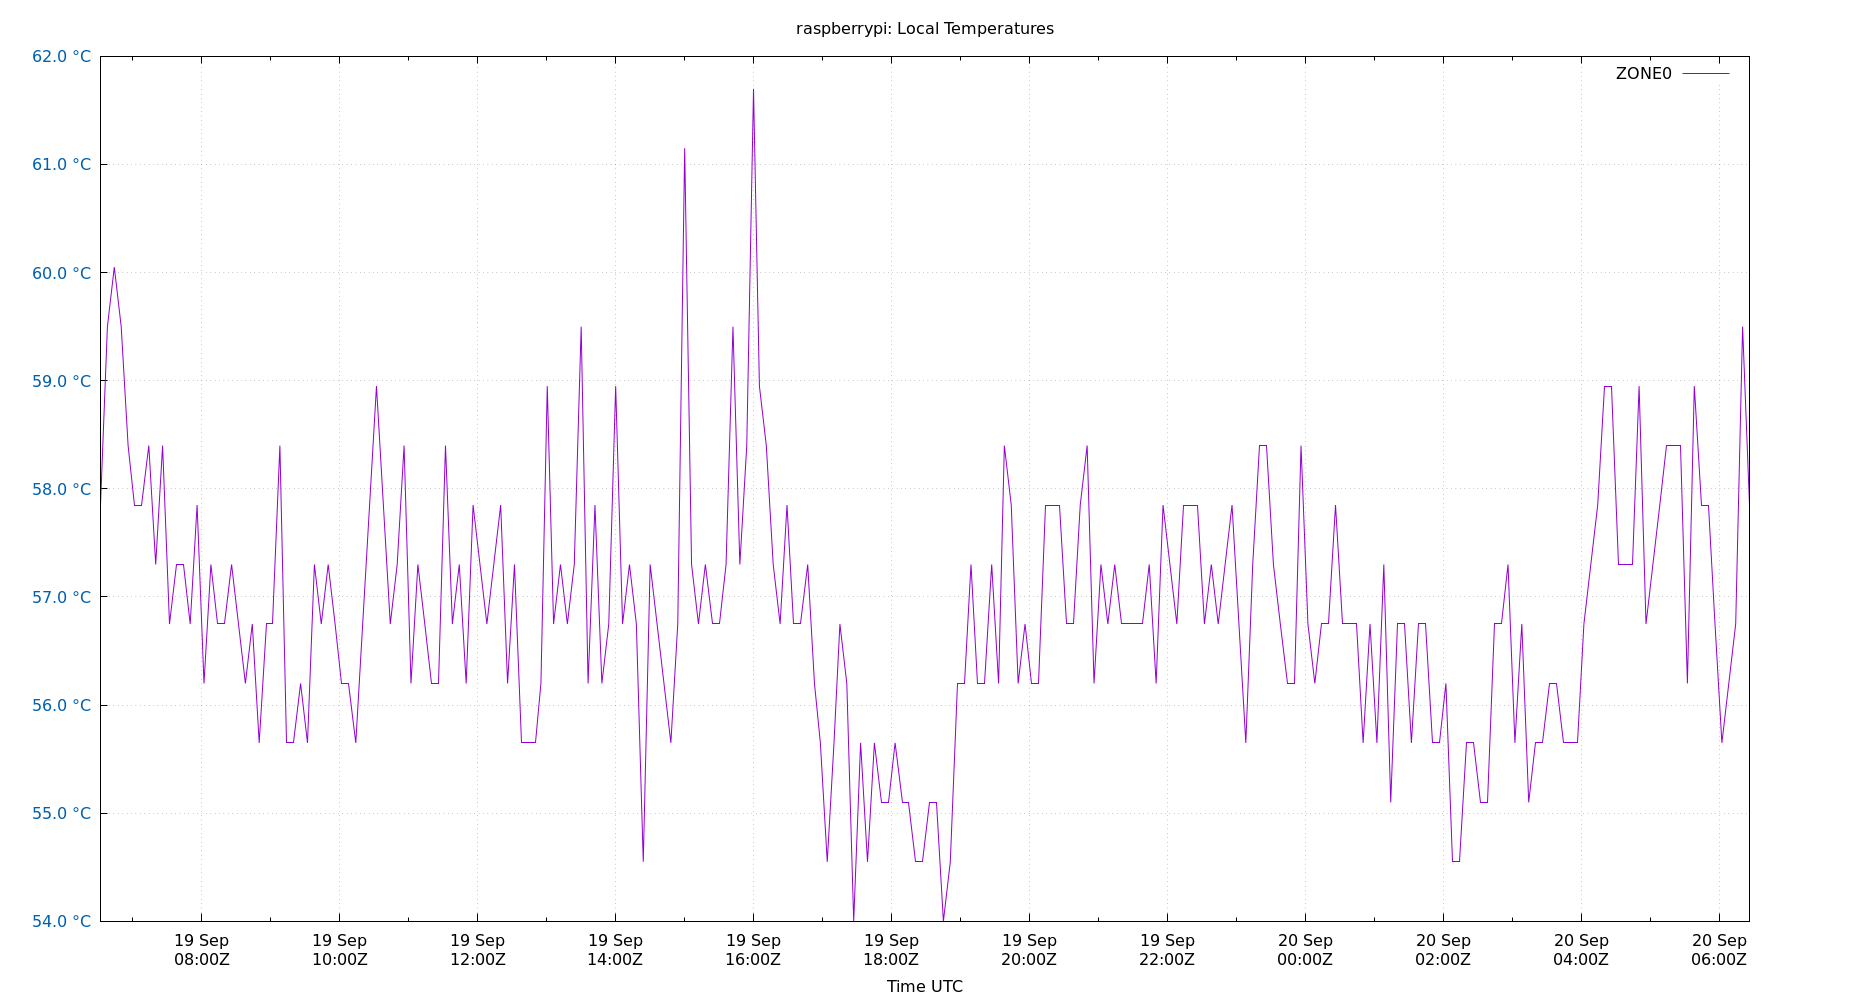 raspberrypi: Local Temperatures
62.0 °C
ZONE0
61.0 °C
60.0 °C
59.0 °C
58.0 °C
57.0 °C
56.0 °C
55.0 °C
54.0 °C
19 Sep 19 Sep 19 Sep 19 Sep 19 Sep 19 Sep 19 Sep 19 Sep 20 Sep 20 Sep 20 Sep 20 Sep
08:00Z 10:00Z 12:00Z 14:00Z 16:00Z 18:00Z 20:00Z 22:00Z 00:00Z 02:00Z 04:00Z 06:00Z
Time UTC